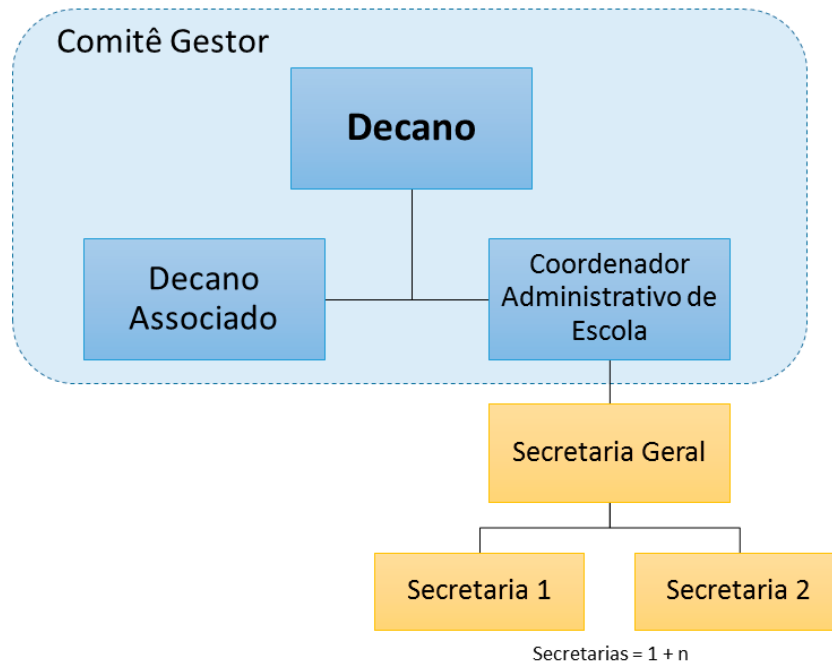 Comitê Gestor
Decano
Decano
Associado
Coordenador
Administrativo de
Escola
Secretaria Geral
Secretaria 1
Secretaria 2
Secretarias = 1 + n